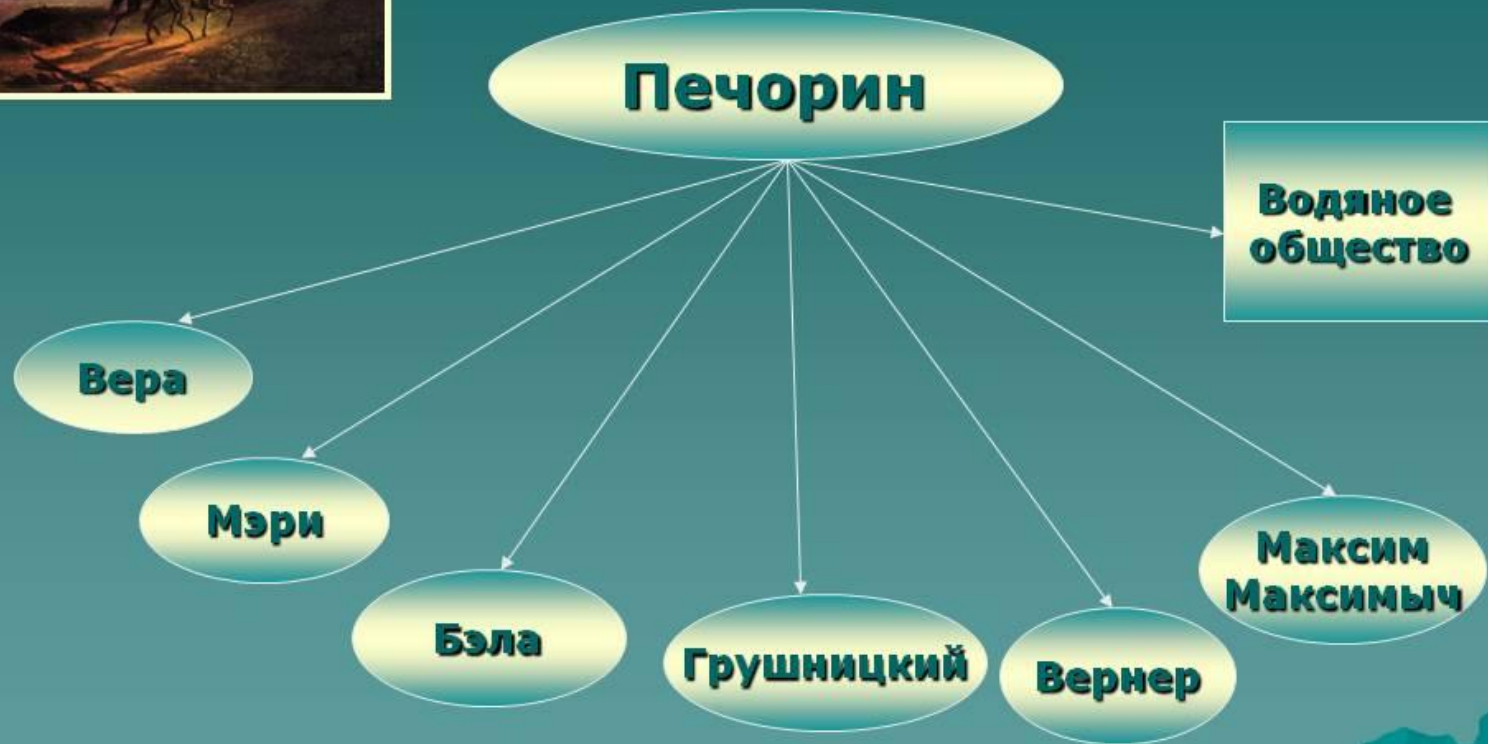 Печорин
Водяное
общество
Вера
Мэри
Бэла
Грушницкий
Вернер
Максим
Максимыч